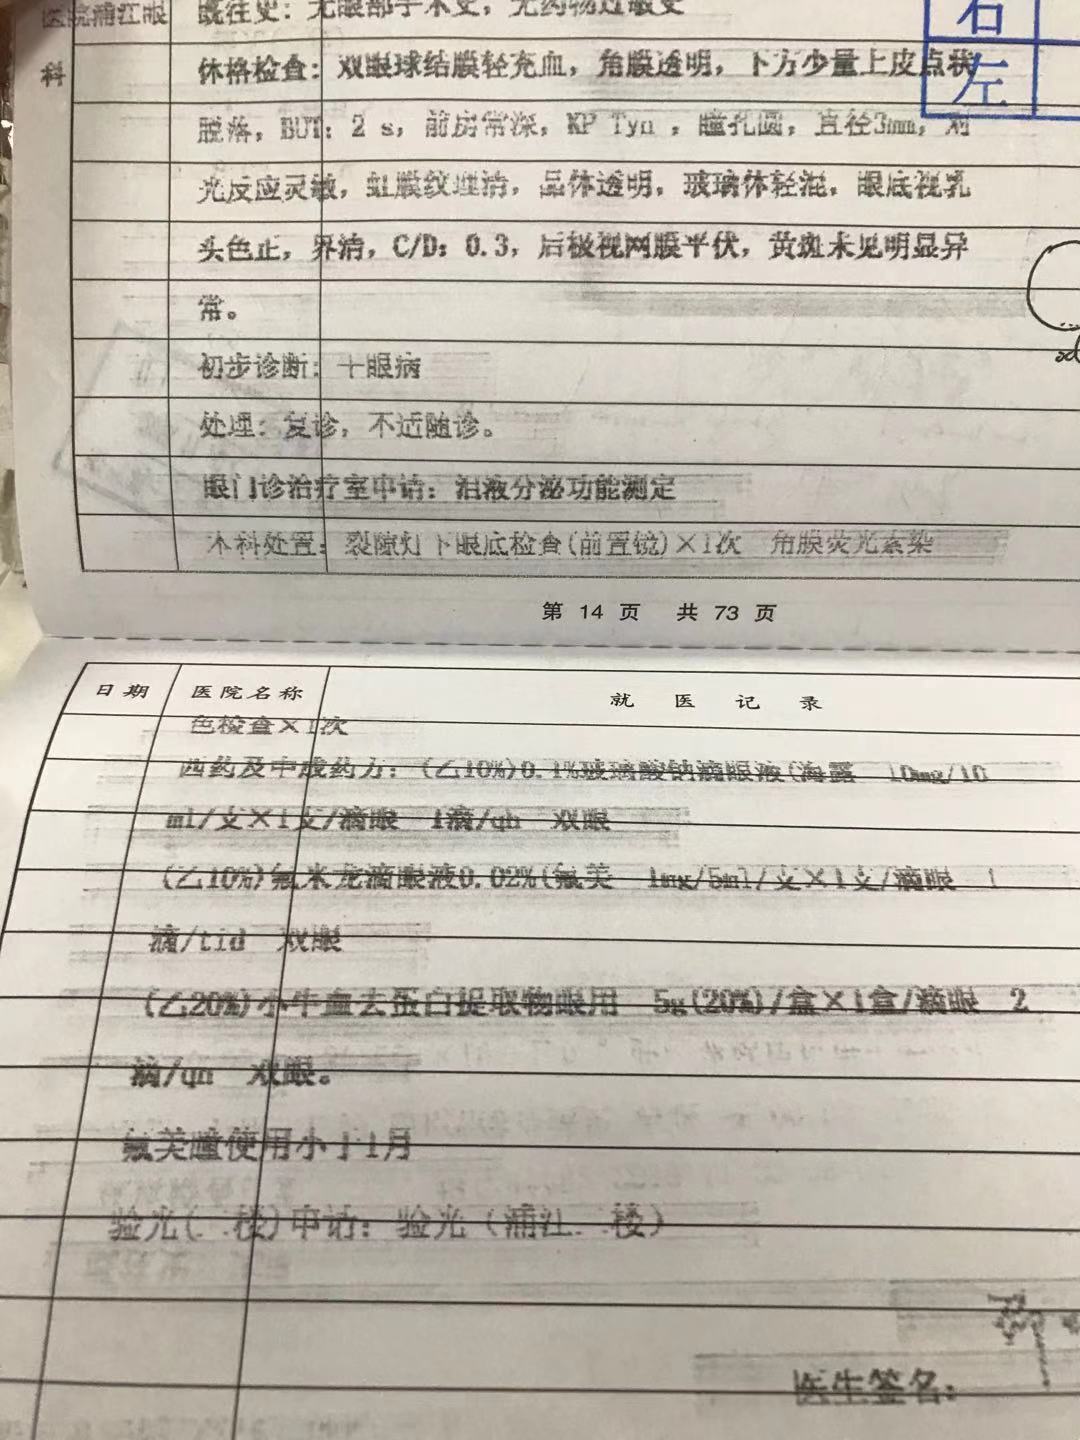 医院浦江眼科
既往史：无眼部手术史，无药物过敏史
右
左
体格检查：双眼球结膜轻充血，角膜透明，下方少量上皮点状
脱落，BUT：2 s，前房常深，KP Tyn ，瞳孔圆，直径3mm，对
光反应灵敏，虹膜纹理清，晶体透明，玻璃体轻混，眼底视乳
头色正，界清，C/D：0.3，后极视网膜平伏，黄斑未见明显异
常。
初步诊断：干眼病
处理：复诊，不适随诊。
眼门诊治疗室申请：泪液分泌功能测定
本科处置：裂隙灯下眼底检查(前置镜)×1次 角膜荧光素染
第 14 页 共 73 页
日期 医院名称 就医记录
色检查×1次
西药及中成药方：(乙10%)0.1%玻璃酸钠滴眼液(海露 10mg/10
ml/支×1支/滴眼 1滴/qh 双眼
(乙10%)氟米龙滴眼液0.02%(氟美 1mg/5ml/支×1支/滴眼 1
滴/tid 双眼
(乙20%)小牛血去蛋白提取物眼用 5g(20%)/盒×1盒/滴眼 2
滴/qn 双眼。
氟美瞳使用小于1月
验光(二楼)申请：验光（浦江二楼）
医生签名：